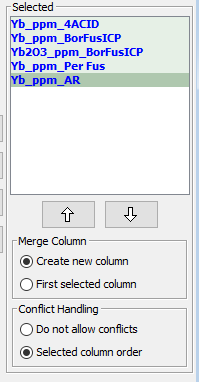 Selected
Yb_ppm_4ACID
Yb_ppm_BorFusICP
Yb2O3_ppm_BorFusICP
Yb_ppm_Per Fus
Yb_ppm_AR
Merge Column
Create new column
First selected column
Conflict Handling
Do not allow conflicts
Selected column order